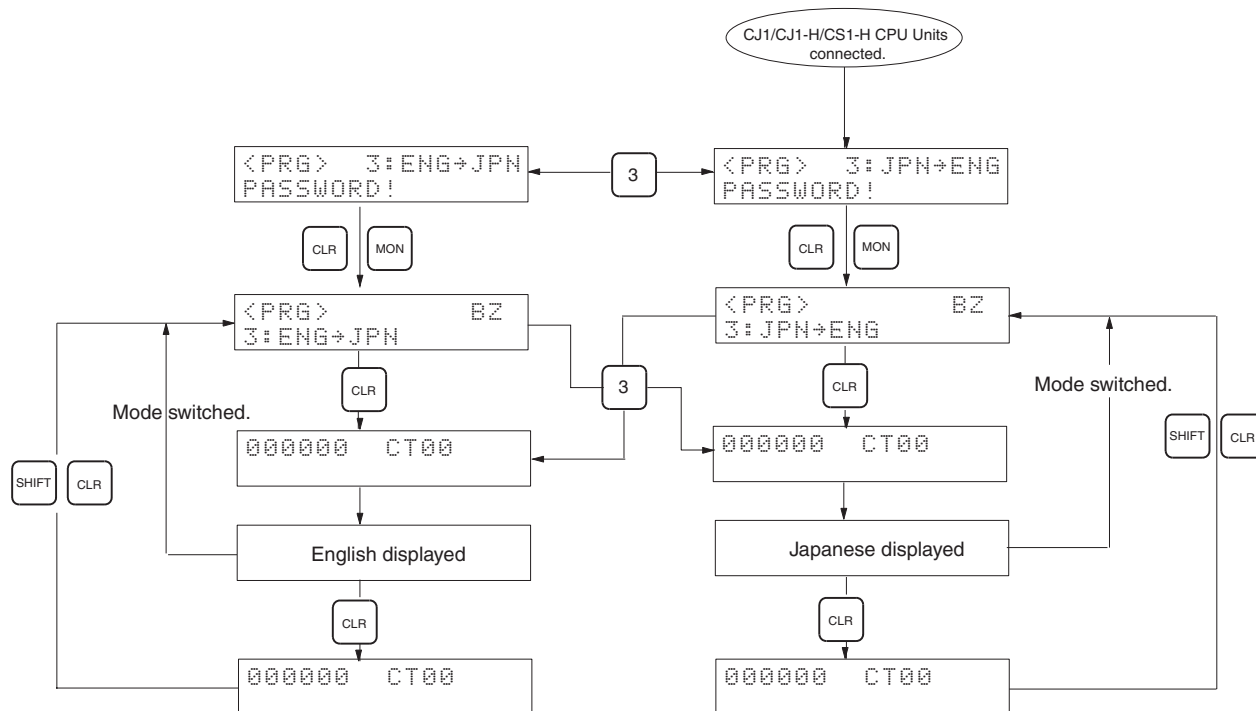 CJ1/CJ1-H/CS1-H CPU Units
connected.
<PRG>  3:ENG→JPN
PASSWORD!
3
<PRG>  3:JPN→ENG
PASSWORD!
CLR
MON
CLR
MON
<PRG>  BZ
3:ENG→JPN
<PRG>  BZ
3:JPN→ENG
CLR
3
CLR
Mode switched.
Mode switched.
000000  CT00
000000  CT00
SHIFT
CLR
SHIFT
CLR
English displayed
Japanese displayed
CLR
CLR
000000  CT00
000000  CT00